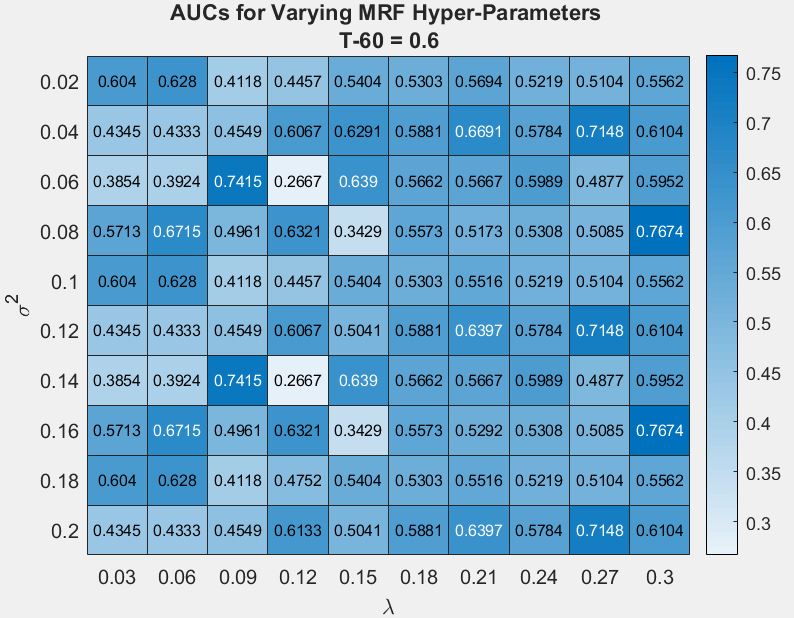 AUCs for Varying MRF Hyper-Parameters
T-60 = 0.6
0.02 0.604 0.628 0.4118 0.4457 0.5404 0.5303 0.5694 0.5219 0.5104 0.5562
0.04 0.4345 0.4333 0.4549 0.6067 0.6291 0.5881 0.6691 0.5784 0.7148 0.6104
0.06 0.3854 0.3924 0.7415 0.2667 0.639 0.5662 0.5667 0.5989 0.4877 0.5952
0.08 0.5713 0.6715 0.4961 0.6321 0.3429 0.5573 0.5173 0.5308 0.5085 0.7674
0.1 0.604 0.628 0.4118 0.4457 0.5404 0.5303 0.5516 0.5219 0.5104 0.5562
0.12 0.4345 0.4333 0.4549 0.6067 0.5041 0.5881 0.6397 0.5784 0.7148 0.6104
0.14 0.3854 0.3924 0.7415 0.2667 0.639 0.5662 0.5667 0.5989 0.4877 0.5952
0.16 0.5713 0.6715 0.4961 0.6321 0.3429 0.5573 0.5292 0.5308 0.5085 0.7674
0.18 0.604 0.628 0.4118 0.4752 0.5404 0.5303 0.5516 0.5219 0.5104 0.5562
0.2 0.4345 0.4333 0.4549 0.6133 0.5041 0.5881 0.6397 0.5784 0.7148 0.6104
0.03 0.06 0.09 0.12 0.15 0.18 0.21 0.24 0.27 0.3
λ
σ²
0.75
0.7
0.65
0.6
0.55
0.5
0.45
0.4
0.35
0.3